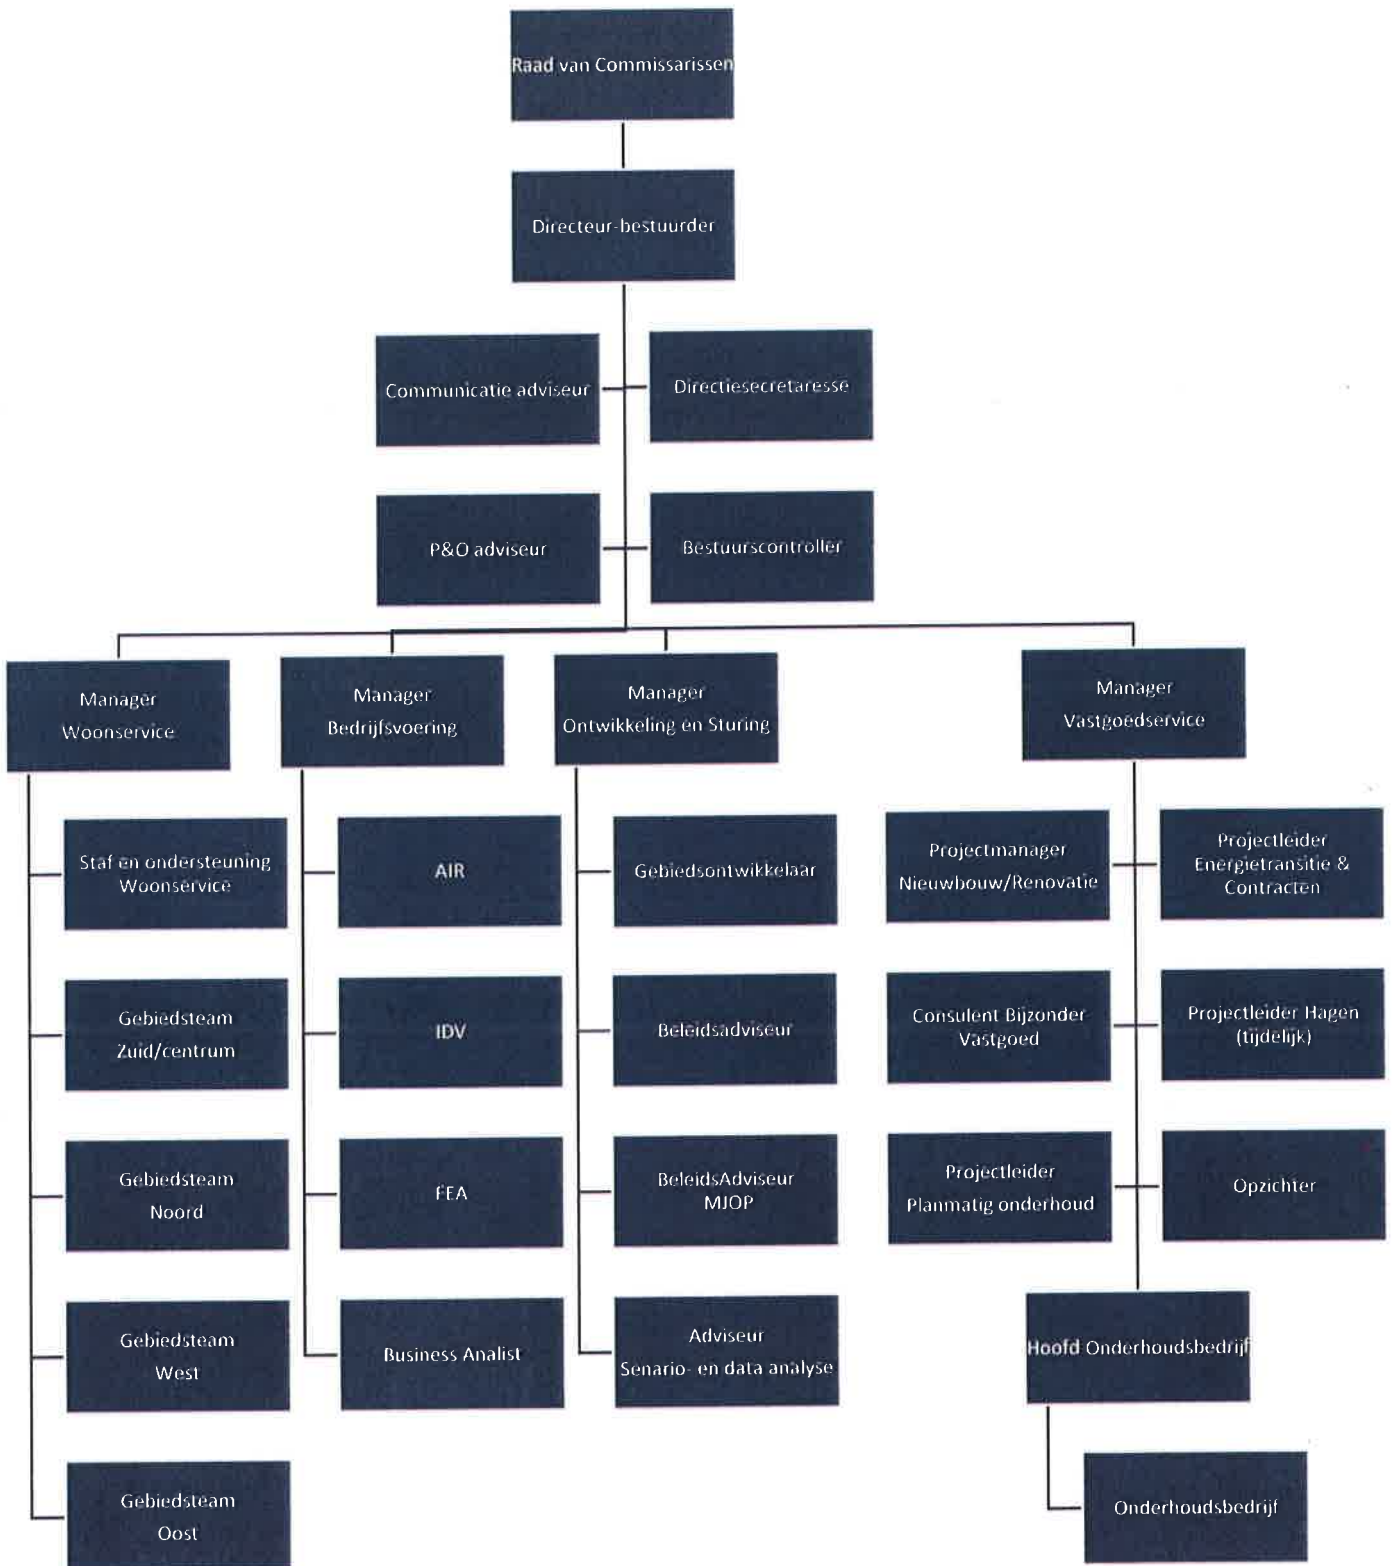 Raad van Commissarissen
Directeur-bestuurder
Communicatie adviseur
Directiesecretaresse
P&O adviseur
Bestuurscontroller
Manager
Woonservice
Manager
Bedrijfsvoering
Manager
Ontwikkeling en Sturing
Manager
Vastgoedservice
Staf en ondersteuning
Woonservice
Gebiedsteam
Zuid/centrum
Gebiedsteam
Noord
Gebiedsteam
West
Gebiedsteam
Oost
AIR
IDV
FEA
Business Analist
Gebiedsontwikkelaar
Beleidsadviseur
BeleidsAdviseur
MJOP
Adviseur
Senario- en data analyse
Projectmanager
Nieuwbouw/Renovatie
Projectleider
Energietransitie &
Contracten
Consulent Bijzonder
Vastgoed
Projectleider Hagen
(tijdelijk)
Projectleider
Planmatig onderhoud
Opzichter
Hoofd Onderhoudsbedrijf
Onderhoudsbedrijf